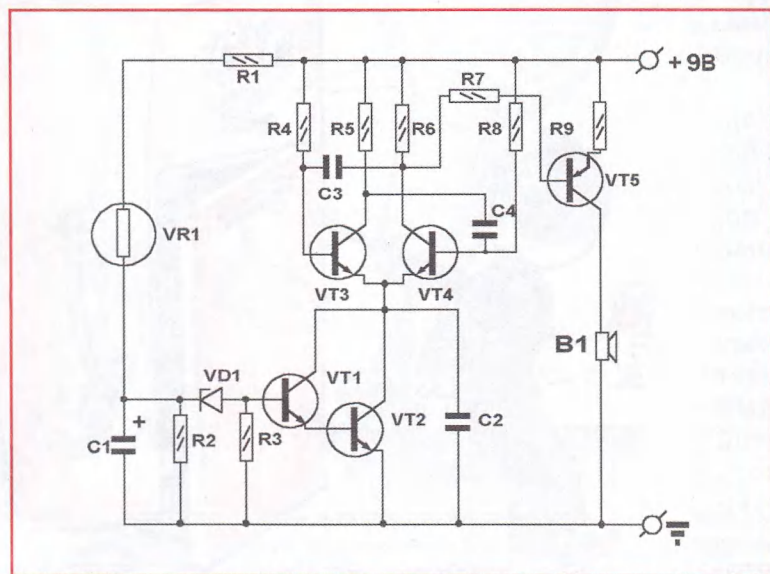 + 9В
R1
R7
R4
R5
R6
R8
R9
C3
VT5
C4
VR1
VT3
VT4
B1
VD1
VT1
+
C1
R2
R3
VT2
C2